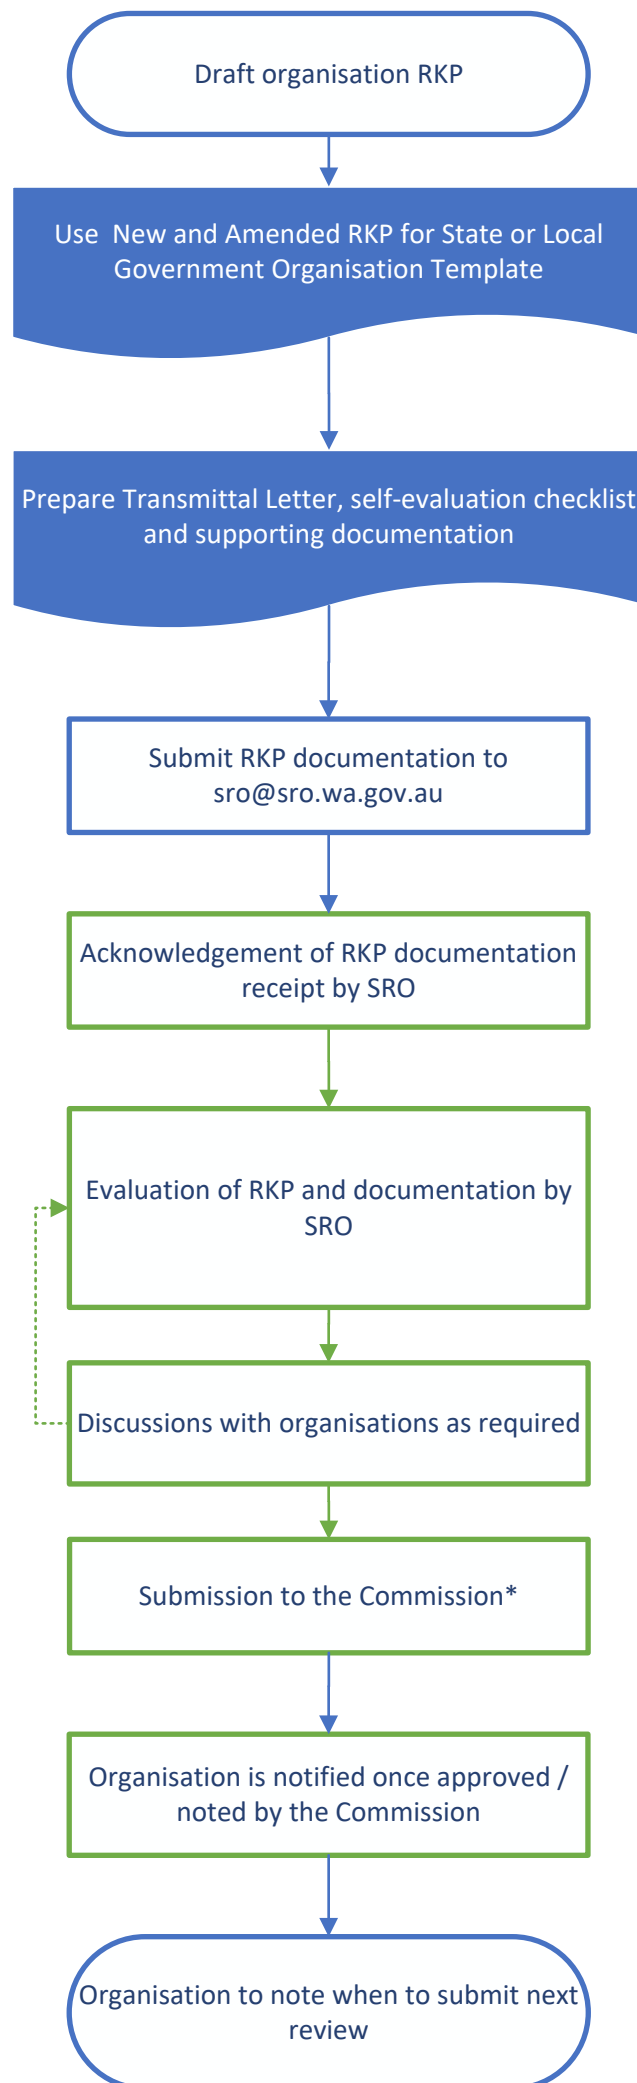 Draft organisation RKP
Use  New and Amended RKP for State or Local
Government Organisation Template
Prepare Transmittal Letter, self-evaluation checklist
and supporting documentation
Submit RKP documentation to
sro@sro.wa.gov.au
Acknowledgement of RKP documentation
receipt by SRO
Evaluation of RKP and documentation by
SRO
Discussions with organisations as required
Submission to the Commission*
Organisation is notified once approved /
noted by the Commission
Organisation to note when to submit next
review